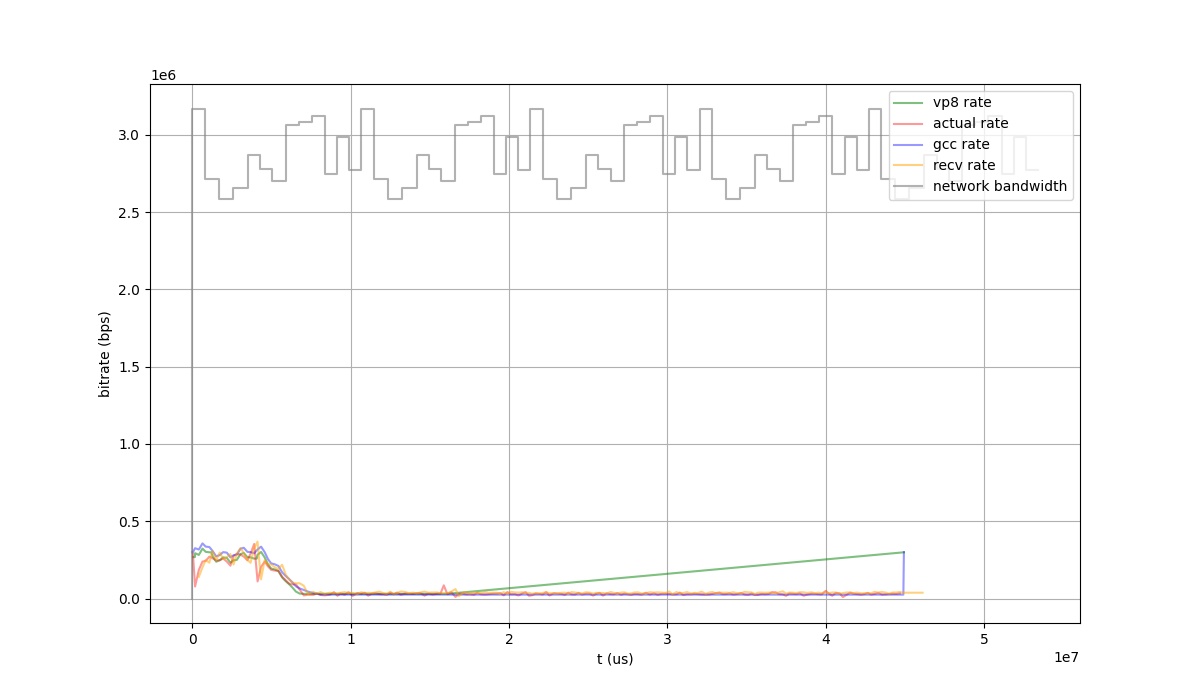 1e6
3.0
2.5
2.0
1.5
1.0
0.5
0.0
bitrate (bps)
vp8 rate
actual rate
gcc rate
recv rate
network bandwidth
0 1 2 3 4 5
t (us)
1e7